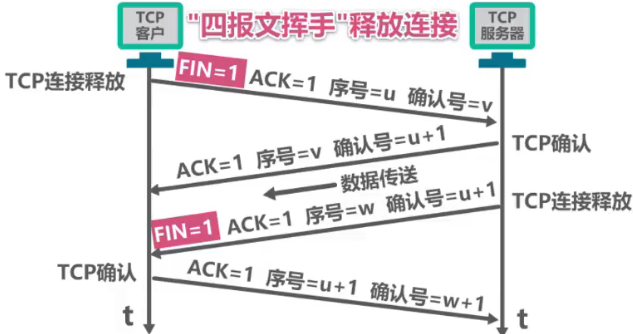 TCP
客户
"四报文挥手"释放连接
TCP
服务器
TCP连接释放
FIN=1 ACK=1 序号=u 确认号=v
ACK=1 序号=v 确认号=u+1
TCP确认
数据传送
FIN=1 ACK=1 序号=w 确认号=u+1
TCP连接释放
TCP确认
ACK=1 序号=u+1 确认号=w+1
t
t